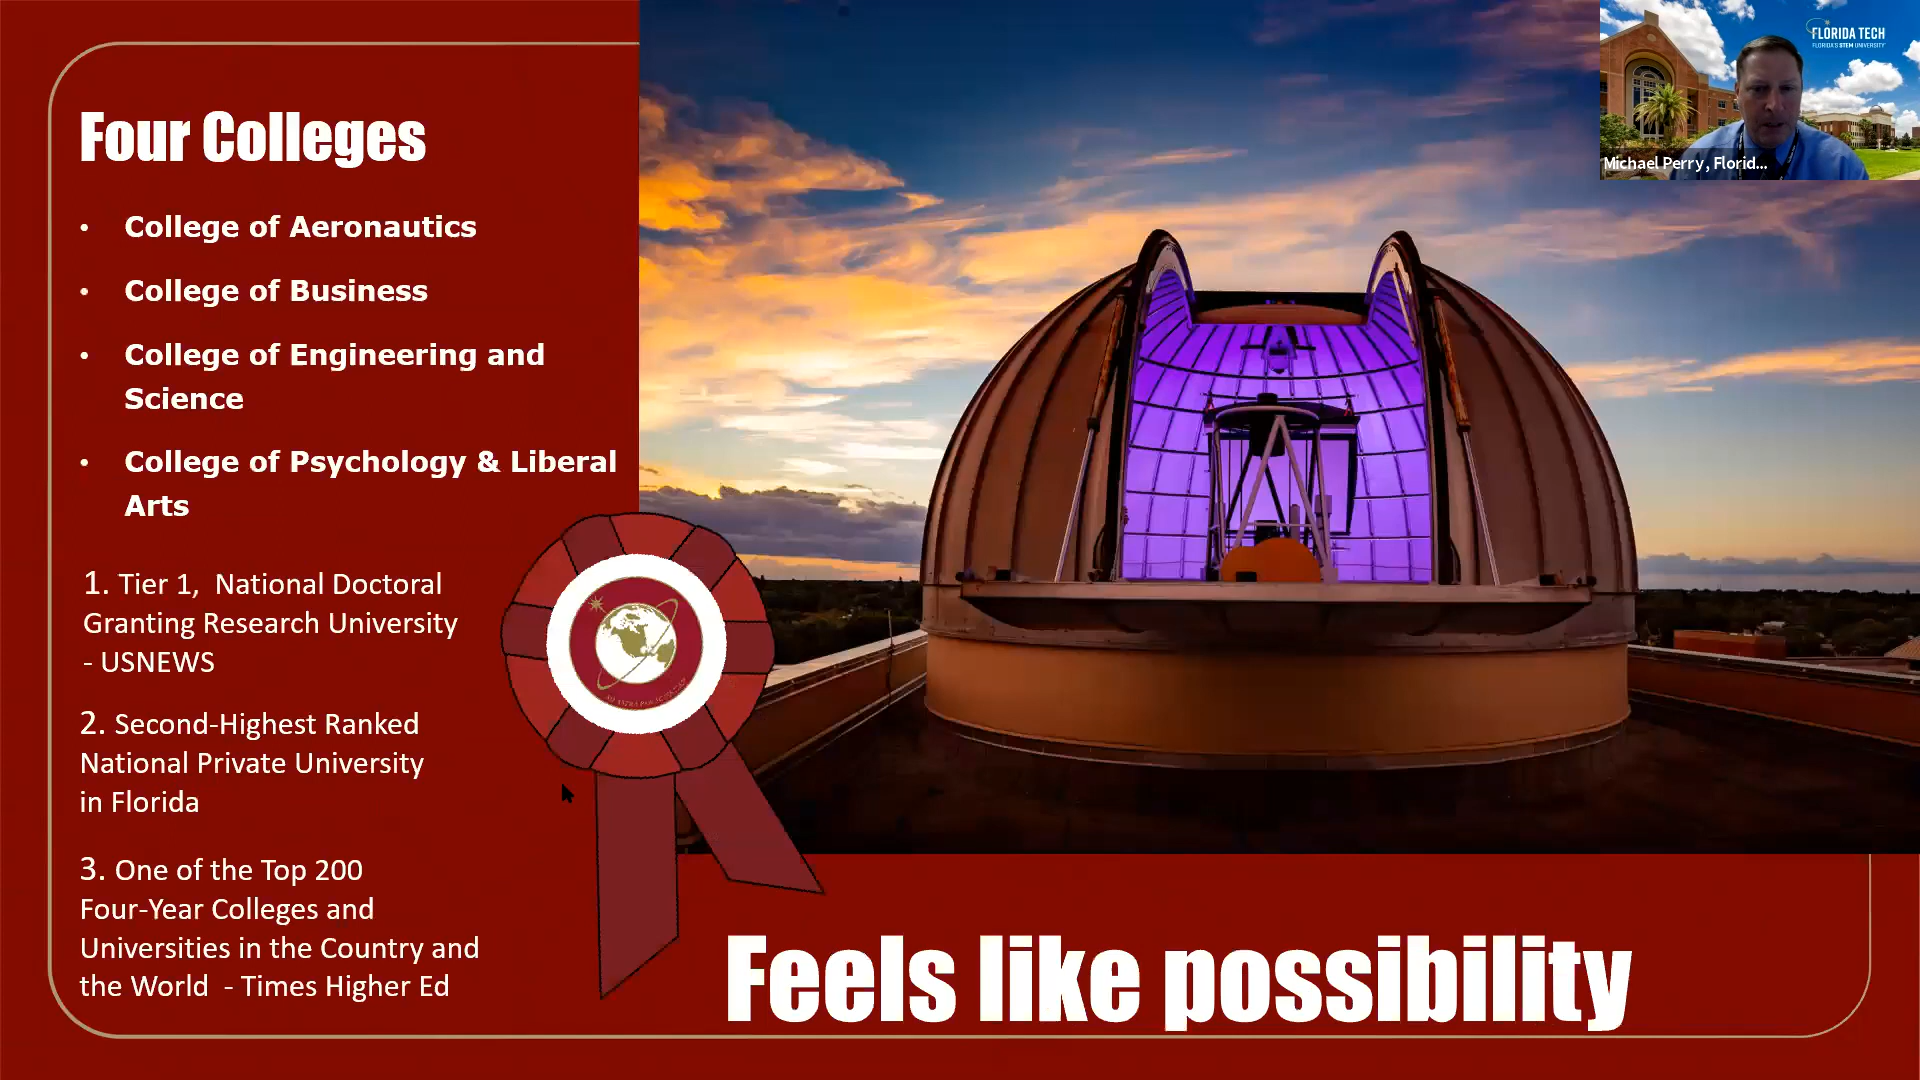 Four Colleges
• College of Aeronautics
• College of Business
• College of Engineering and
Science
• College of Psychology & Liberal
Arts
1. Tier 1, National Doctoral
Granting Research University
- USNEWS
2. Second-Highest Ranked
National Private University
in Florida
3. One of the Top 200
Four-Year Colleges and
Universities in the Country and
the World - Times Higher Ed
Feels like possibility
FLORIDA TECH
FLORIDA'S STEM UNIVERSITY
Michael Perry, Florid...